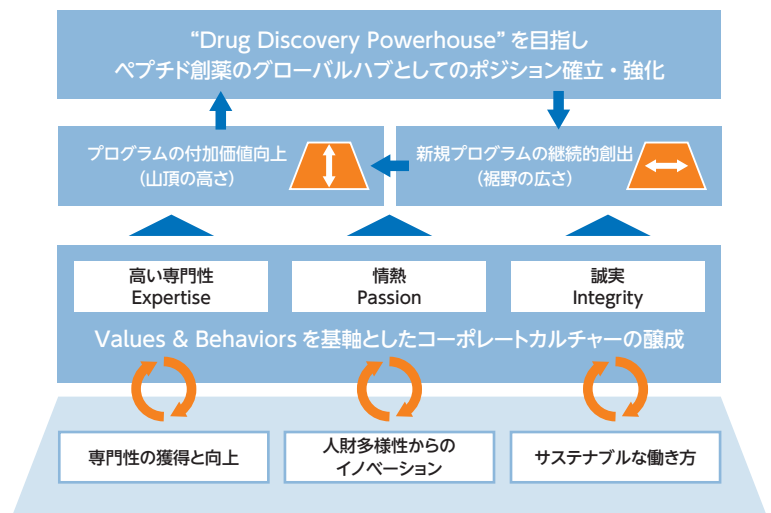 “Drug Discovery Powerhouse” を目指し
ペプチド創薬のグローバルハブとしてのポジション確立・強化
プログラムの付加価値向上
（山頂の高さ）
新規プログラムの継続的創出
（裾野の広さ）
高い専門性
Expertise
情熱
Passion
誠実
Integrity
Values & Behaviors を基軸としたコーポレートカルチャーの醸成
専門性の獲得と向上
人財多様性からの
イノベーション
サステナブルな働き方